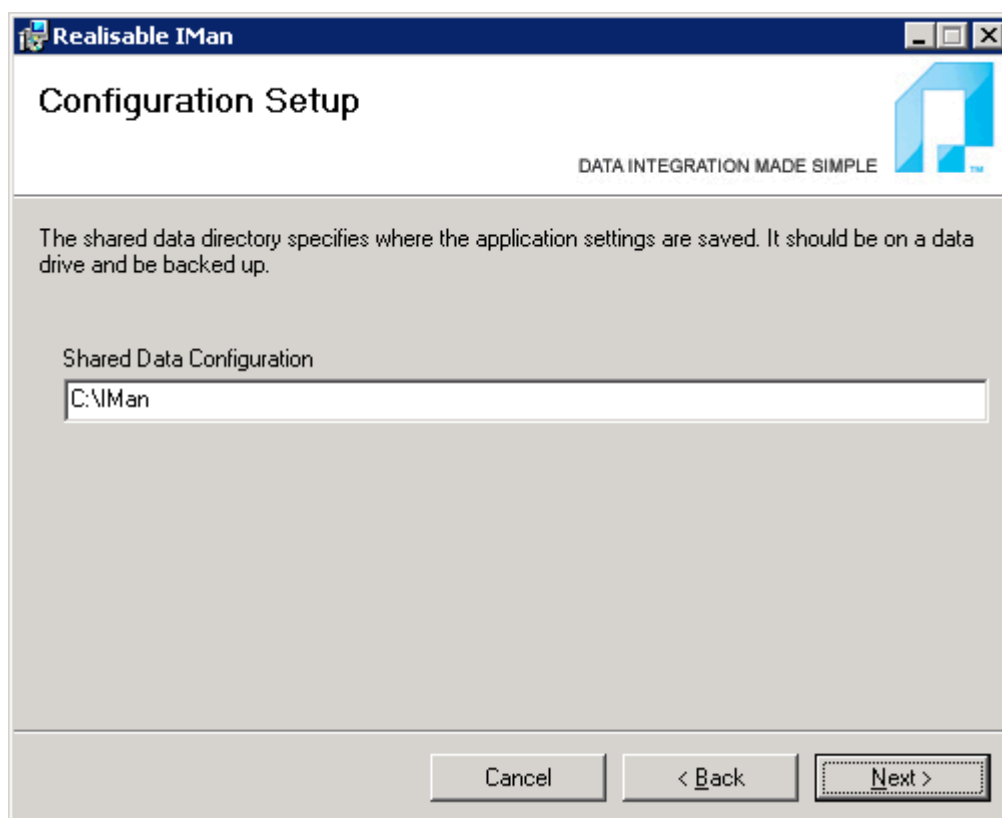 Realisable IMan
Configuration Setup
DATA INTEGRATION MADE SIMPLE
TM
The shared data directory specifies where the application settings are saved. It should be on a data
drive and be backed up.
Shared Data Configuration
C:\IMan
Cancel
< Back
Next >